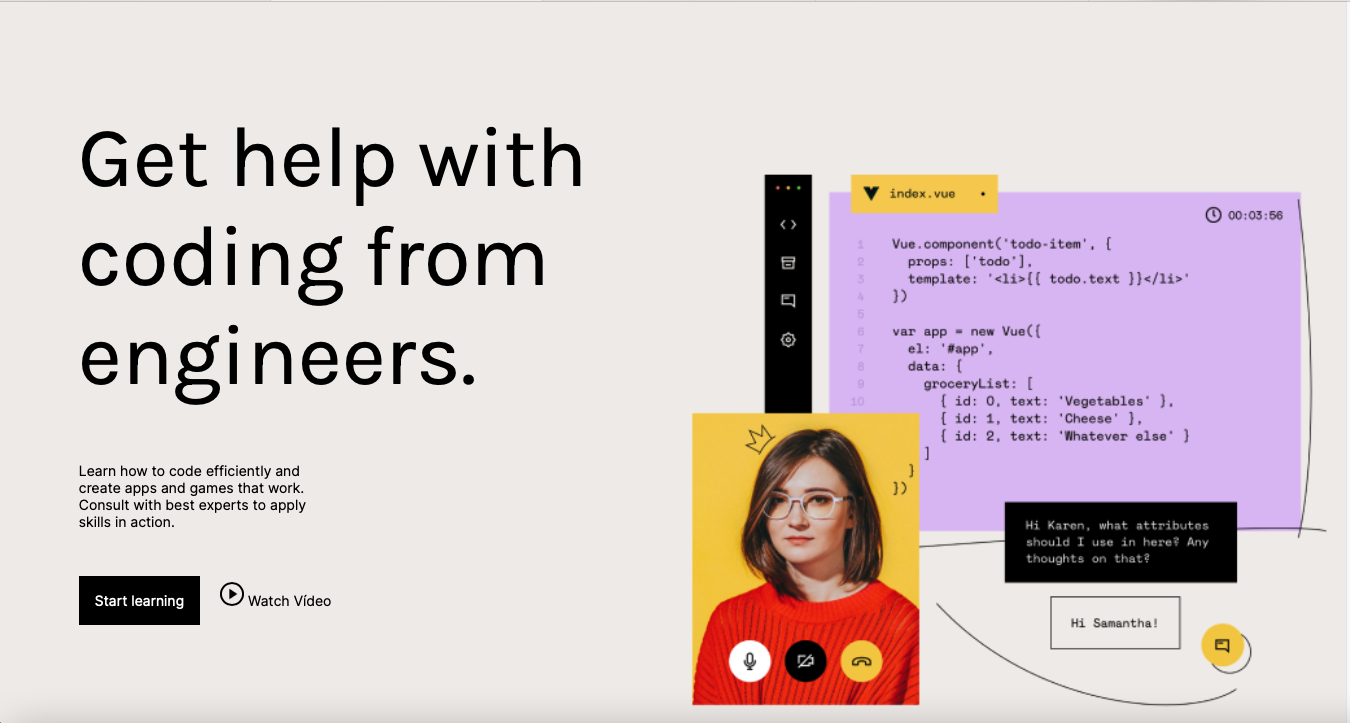 Get help with
coding from
engineers.
Learn how to code efficiently and
create apps and games that work.
Consult with best experts to apply
skills in action.
Start learning
Watch Vídeo
index.vue
00:03:56
1 Vue.component('todo-item', {
2 props: ['todo'],
3 template: '<li>{{ todo.text }}</li>'
4 })
5
6 var app = new Vue({
7 el: '#app',
8 data: {
9 groceryList: [
10 { id: 0, text: 'Vegetables' },
{ id: 1, text: 'Cheese' },
{ id: 2, text: 'Whatever else' }
]
}
})
Hi Karen, what attributes
should I use in here? Any
thoughts on that?
Hi Samantha!